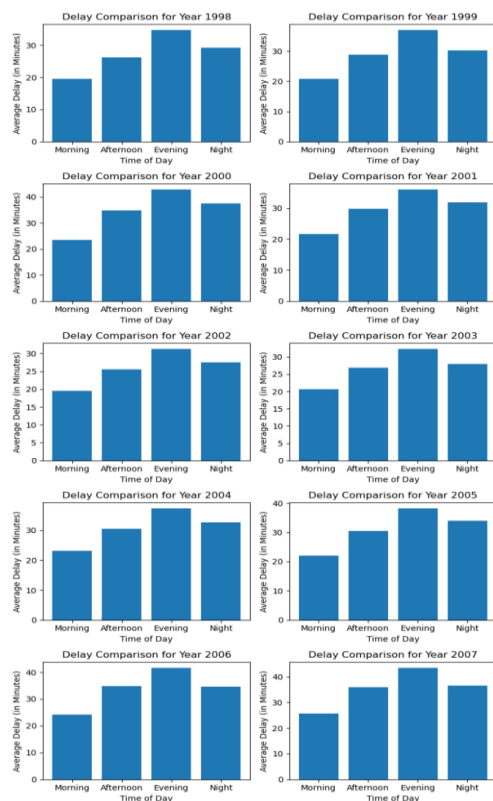 Delay Comparison for Year 1998
Average Delay (in Minutes)
30
20
10
0
Morning Afternoon Evening Night
Time of Day
Delay Comparison for Year 1999
Average Delay (in Minutes)
30
20
10
0
Morning Afternoon Evening Night
Time of Day
Delay Comparison for Year 2000
Average Delay (in Minutes)
40
30
20
10
0
Morning Afternoon Evening Night
Time of Day
Delay Comparison for Year 2001
Average Delay (in Minutes)
30
20
10
0
Morning Afternoon Evening Night
Time of Day
Delay Comparison for Year 2002
Average Delay (in Minutes)
30
25
20
15
10
5
0
Morning Afternoon Evening Night
Time of Day
Delay Comparison for Year 2003
Average Delay (in Minutes)
30
25
20
15
10
5
0
Morning Afternoon Evening Night
Time of Day
Delay Comparison for Year 2004
Average Delay (in Minutes)
30
20
10
0
Morning Afternoon Evening Night
Time of Day
Delay Comparison for Year 2005
Average Delay (in Minutes)
40
30
20
10
0
Morning Afternoon Evening Night
Time of Day
Delay Comparison for Year 2006
Average Delay (in Minutes)
40
30
20
10
0
Morning Afternoon Evening Night
Time of Day
Delay Comparison for Year 2007
Average Delay (in Minutes)
40
30
20
10
0
Morning Afternoon Evening Night
Time of Day